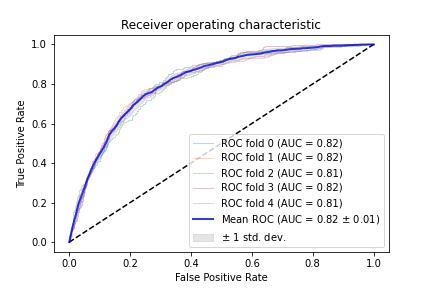 Receiver operating characteristic
True Positive Rate
1.0
0.8
0.6
0.4
0.2
0.0
ROC fold 0 (AUC = 0.82)
ROC fold 1 (AUC = 0.82)
ROC fold 2 (AUC = 0.81)
ROC fold 3 (AUC = 0.82)
ROC fold 4 (AUC = 0.81)
Mean ROC (AUC = 0.82 ± 0.01)
± 1 std. dev.
0.0 0.2 0.4 0.6 0.8 1.0
False Positive Rate